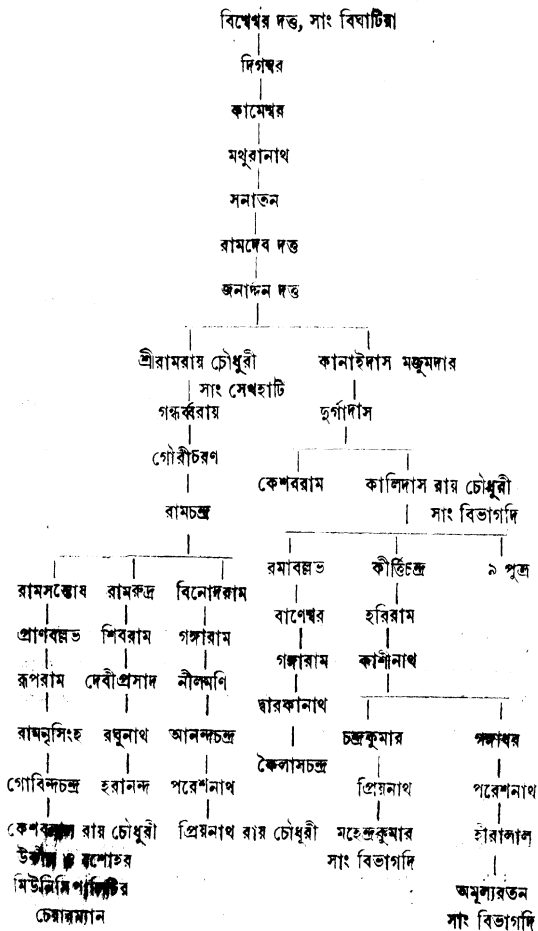 বিশ্বেশ্বর দত্ত, সাং বিঘাটিয়া
দিগম্বর
কামেশ্বর
মথুরানাথ
সনাতন
রামদেব দত্ত
জনার্দ্দন দত্ত
শ্রীরামরায় চৌধুরী কানাইদাস মজুমদার
সাং সেখহাটি
গন্ধর্ব্বরায় দুর্গাদাস
গৌরীচরণ
কেশবরাম কালিদাস রায় চৌধুরী
রামচন্দ্র সাং বিভাগদি
রমাবল্লভ কীর্ত্তিচন্দ্র ৯ পুত্র
রামসন্তোষ রামরুদ্র বিনোদরাম
বাণেশ্বর হরিরাম
প্রাণবল্লভ শিবরাম গঙ্গারাম
গঙ্গারাম কাশীনাথ
রূপরাম দেবীপ্রসাদ নীলমণি
দ্বারকানাথ
রামনৃসিংহ রঘুনাথ আনন্দচন্দ্র চন্দ্রকুমার গঙ্গাধর
কৈলাসচন্দ্র
গোবিন্দচন্দ্র হরানন্দ পরেশনাথ প্রিয়নাথ পরেশনাথ
রায় চৌধুরী প্রিয়নাথ রায় চৌধুরী মহেন্দ্রকুমার হীরালাল
যশোহর সাং বিভাগদি
মিউনিসিপালিটির
চেয়ারম্যান অমূল্যরতন
সাং বিভাগদি